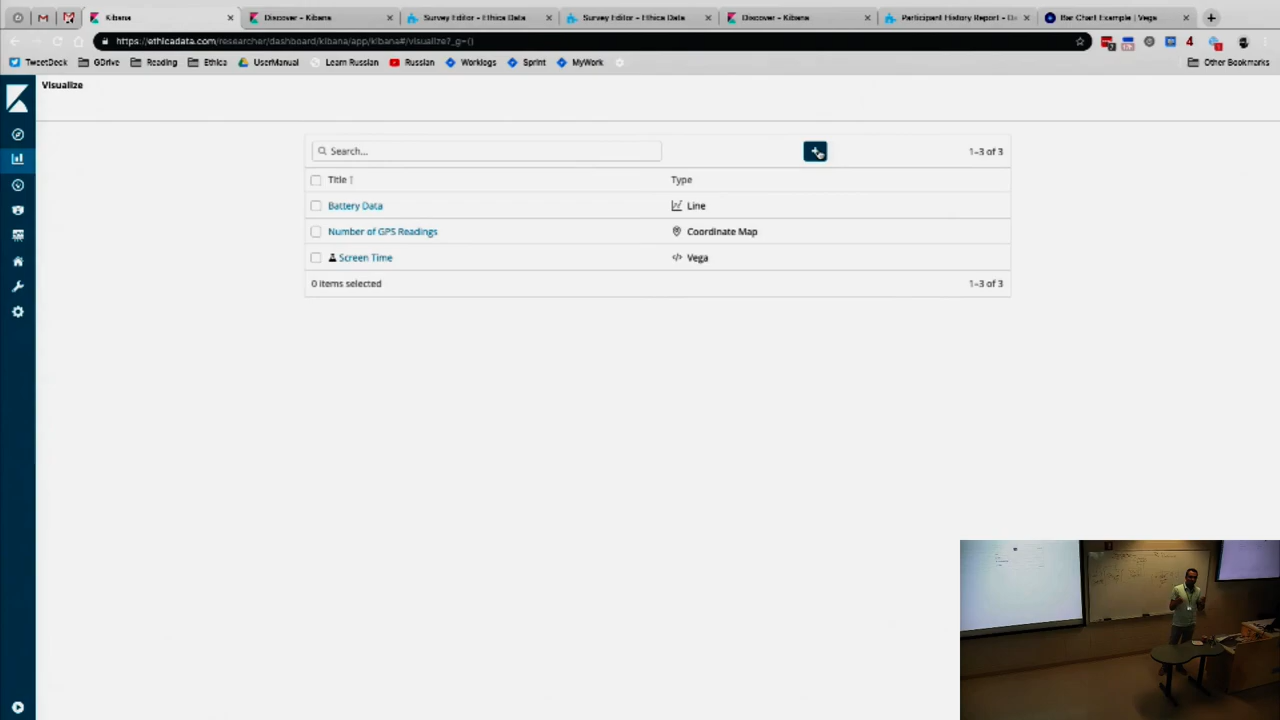 Kibana
Discover - Kibana
Survey Editor - Ethica Data
Survey Editor - Ethica Data
Discover - Kibana
Participant History Report - D
Bar Chart Example | Vega
https://ethicadata.com/researcher/dashboard/kibana/app/kibana#/visualize?_g=()
TweetDeck
GDrive
Reading
Ethica
UserManual
Learn Russian
Russian
Worklogs
Sprint
MyWork
Other Bookmarks
Visualize
Search...
1–3 of 3
Title
Type
Battery Data
Line
Number of GPS Readings
Coordinate Map
Screen Time
Vega
0 items selected
1–3 of 3